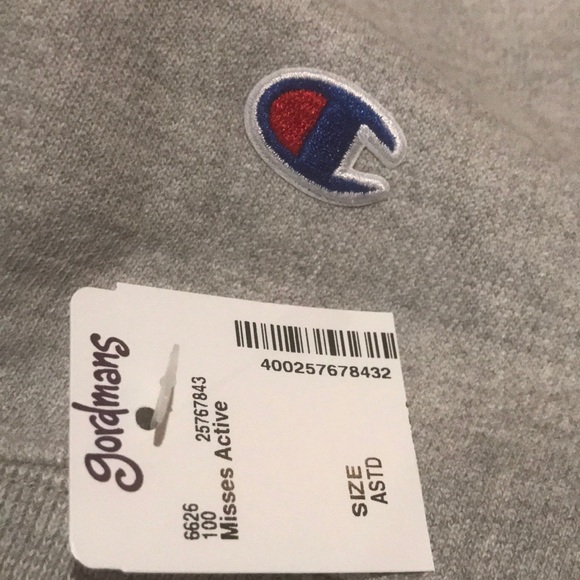 gordmans
400257678432
6626 25767843
100
Misses Active
SIZE
ASTD